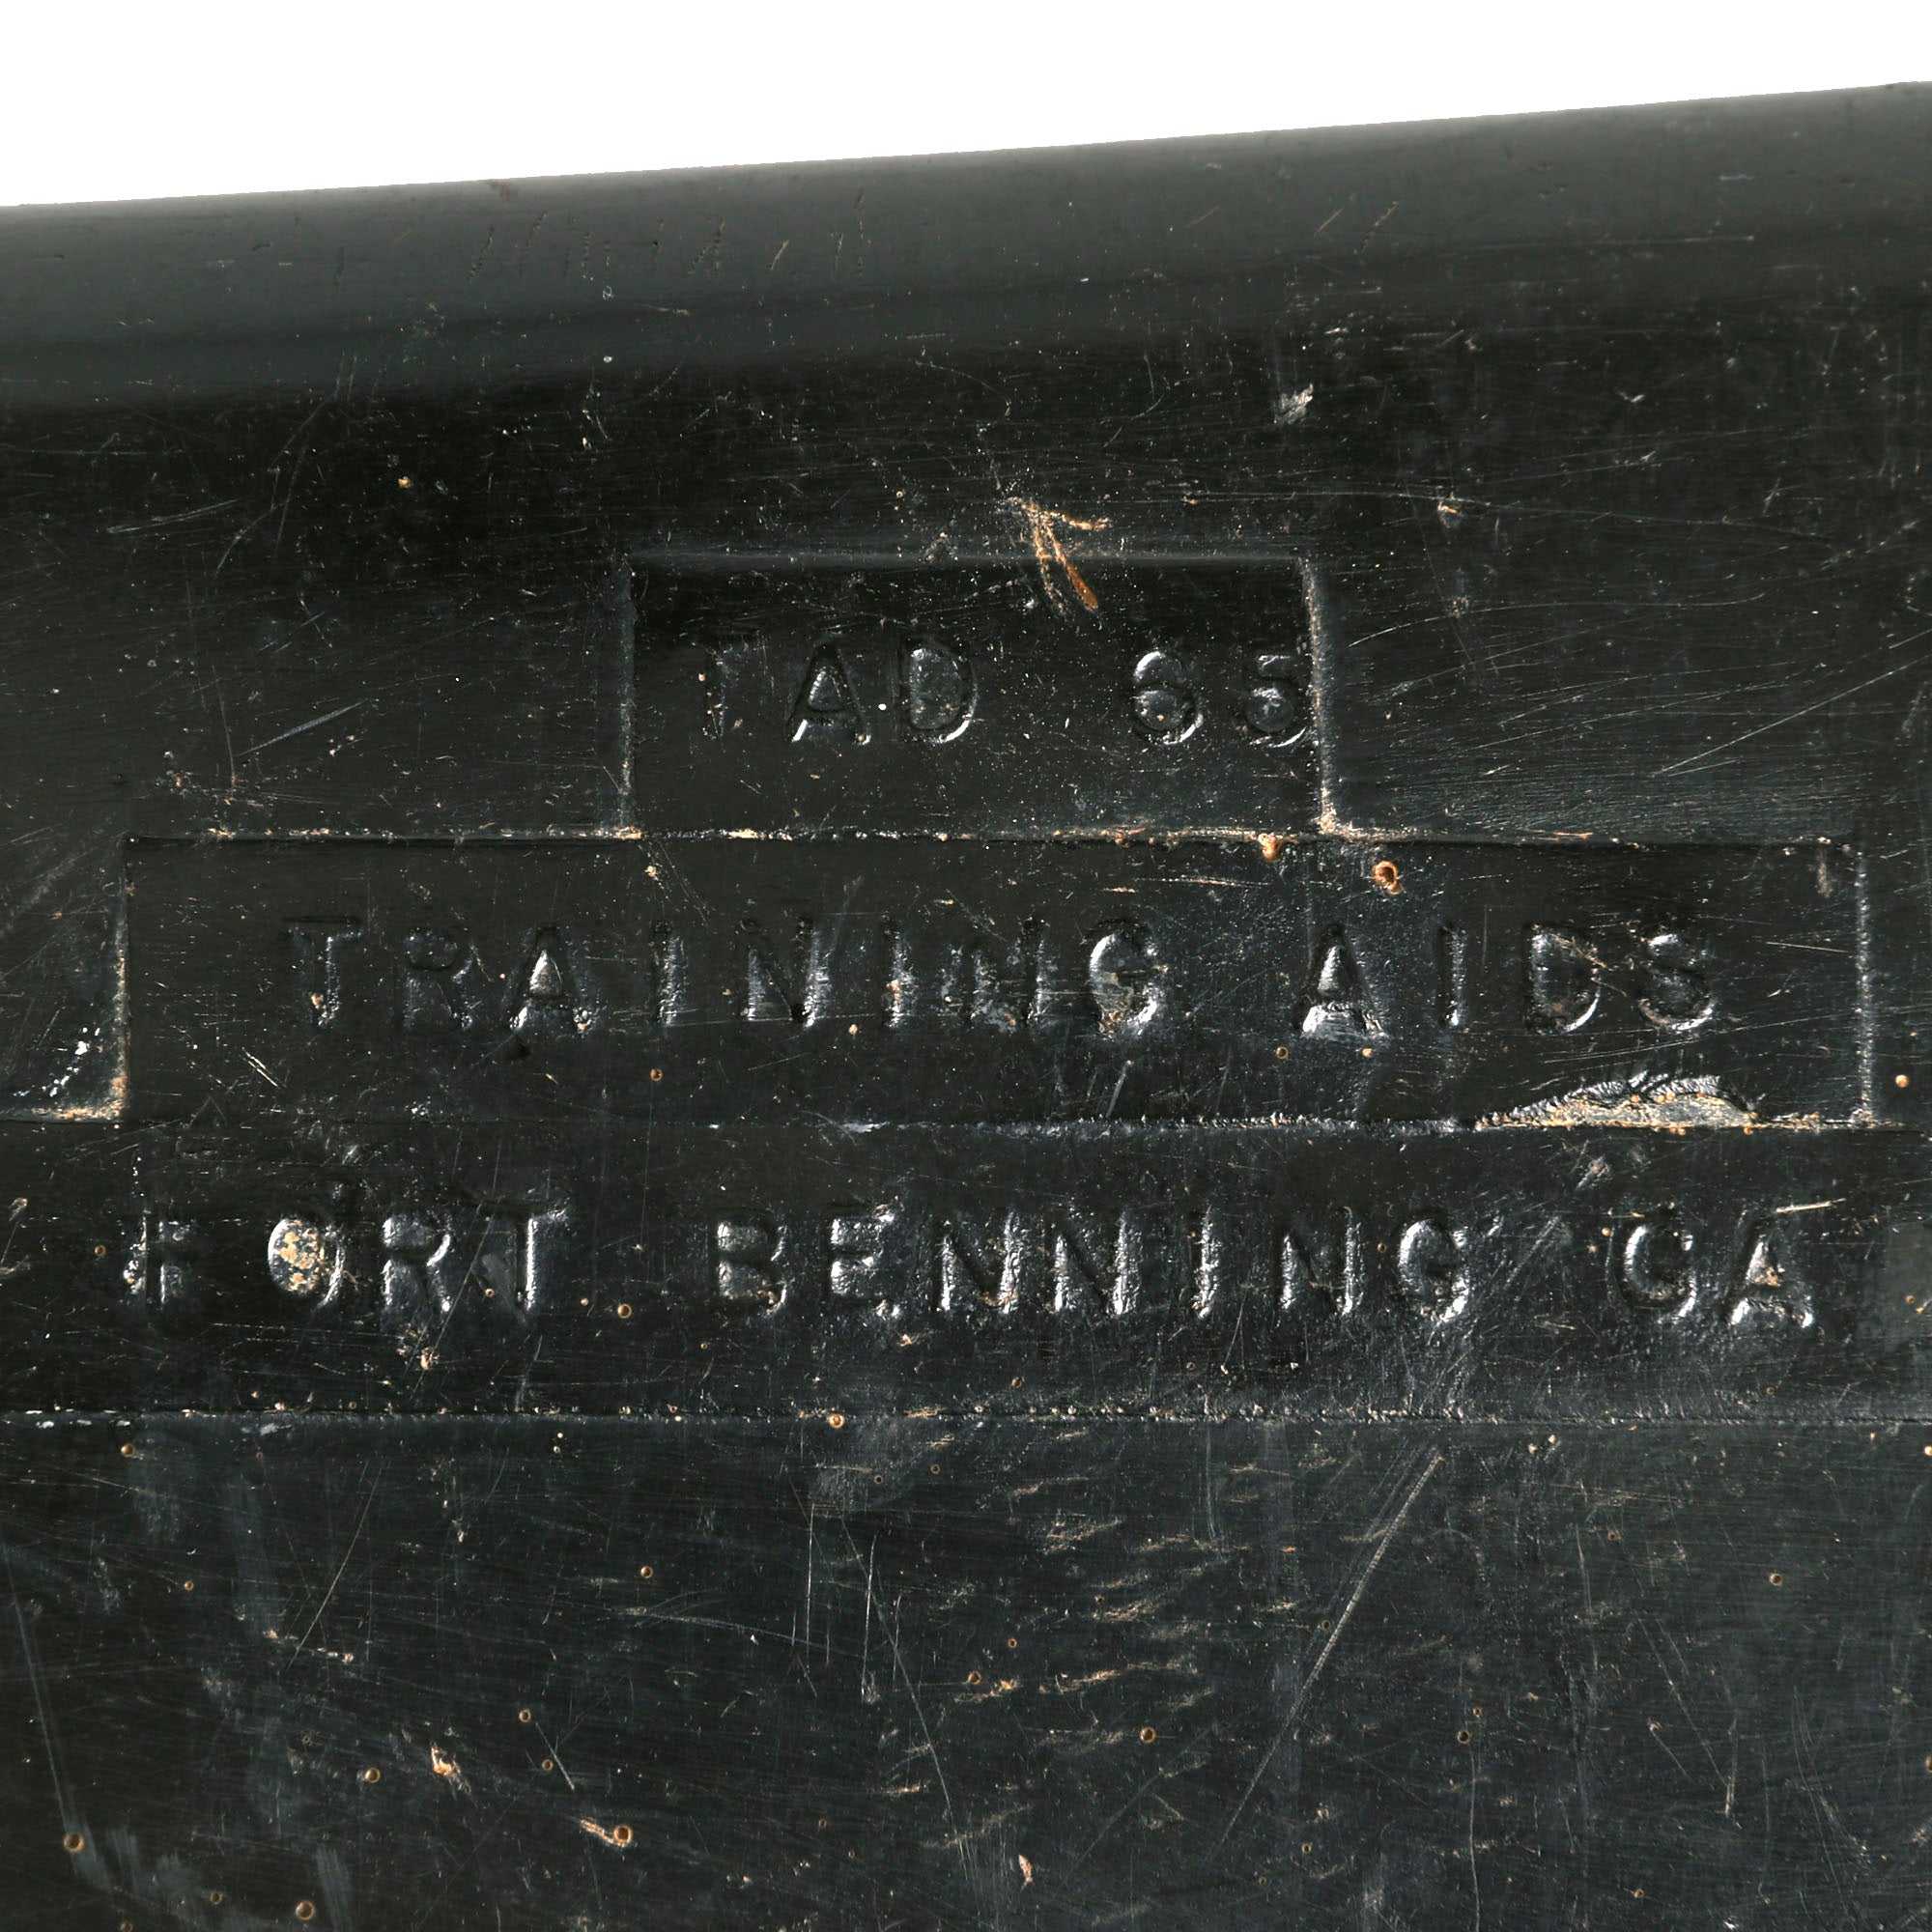 TAD 65
TRAINING AIDS
FORT BENNING GA